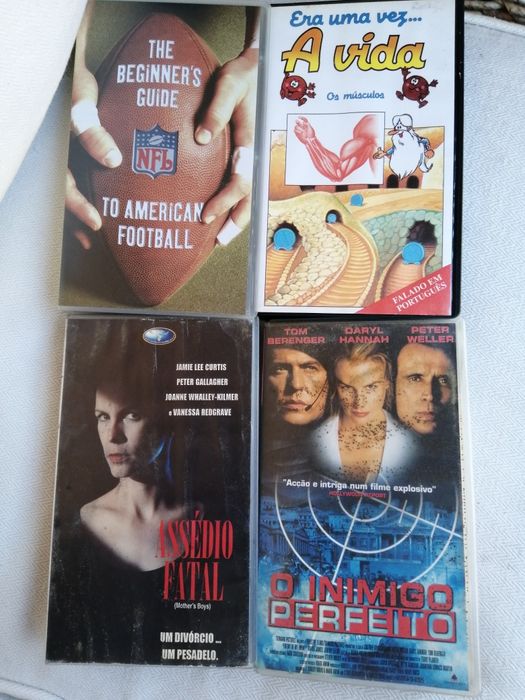 THE
BEGINNER'S
GUIDE
NFL
TO AMERICAN
FOOTBALL
Era uma vez...
A vida
Os músculos
FALADO EM
PORTUGUÊS
JAMIE LEE CURTIS
PETER GALLAGHER
JOANNE WHALLEY-KILMER
e VANESSA REDGRAVE
ASSÉDIO
FATAL
(Mother's Boys)
UM DIVÓRCIO ...
UM PESADELO.
TOM BERENGER
DARYL HANNAH
PETER WELLER
"Acção e intriga num filme explosivo"
HOLLYWOOD REPORT
O INIMIGO
PERFEITO